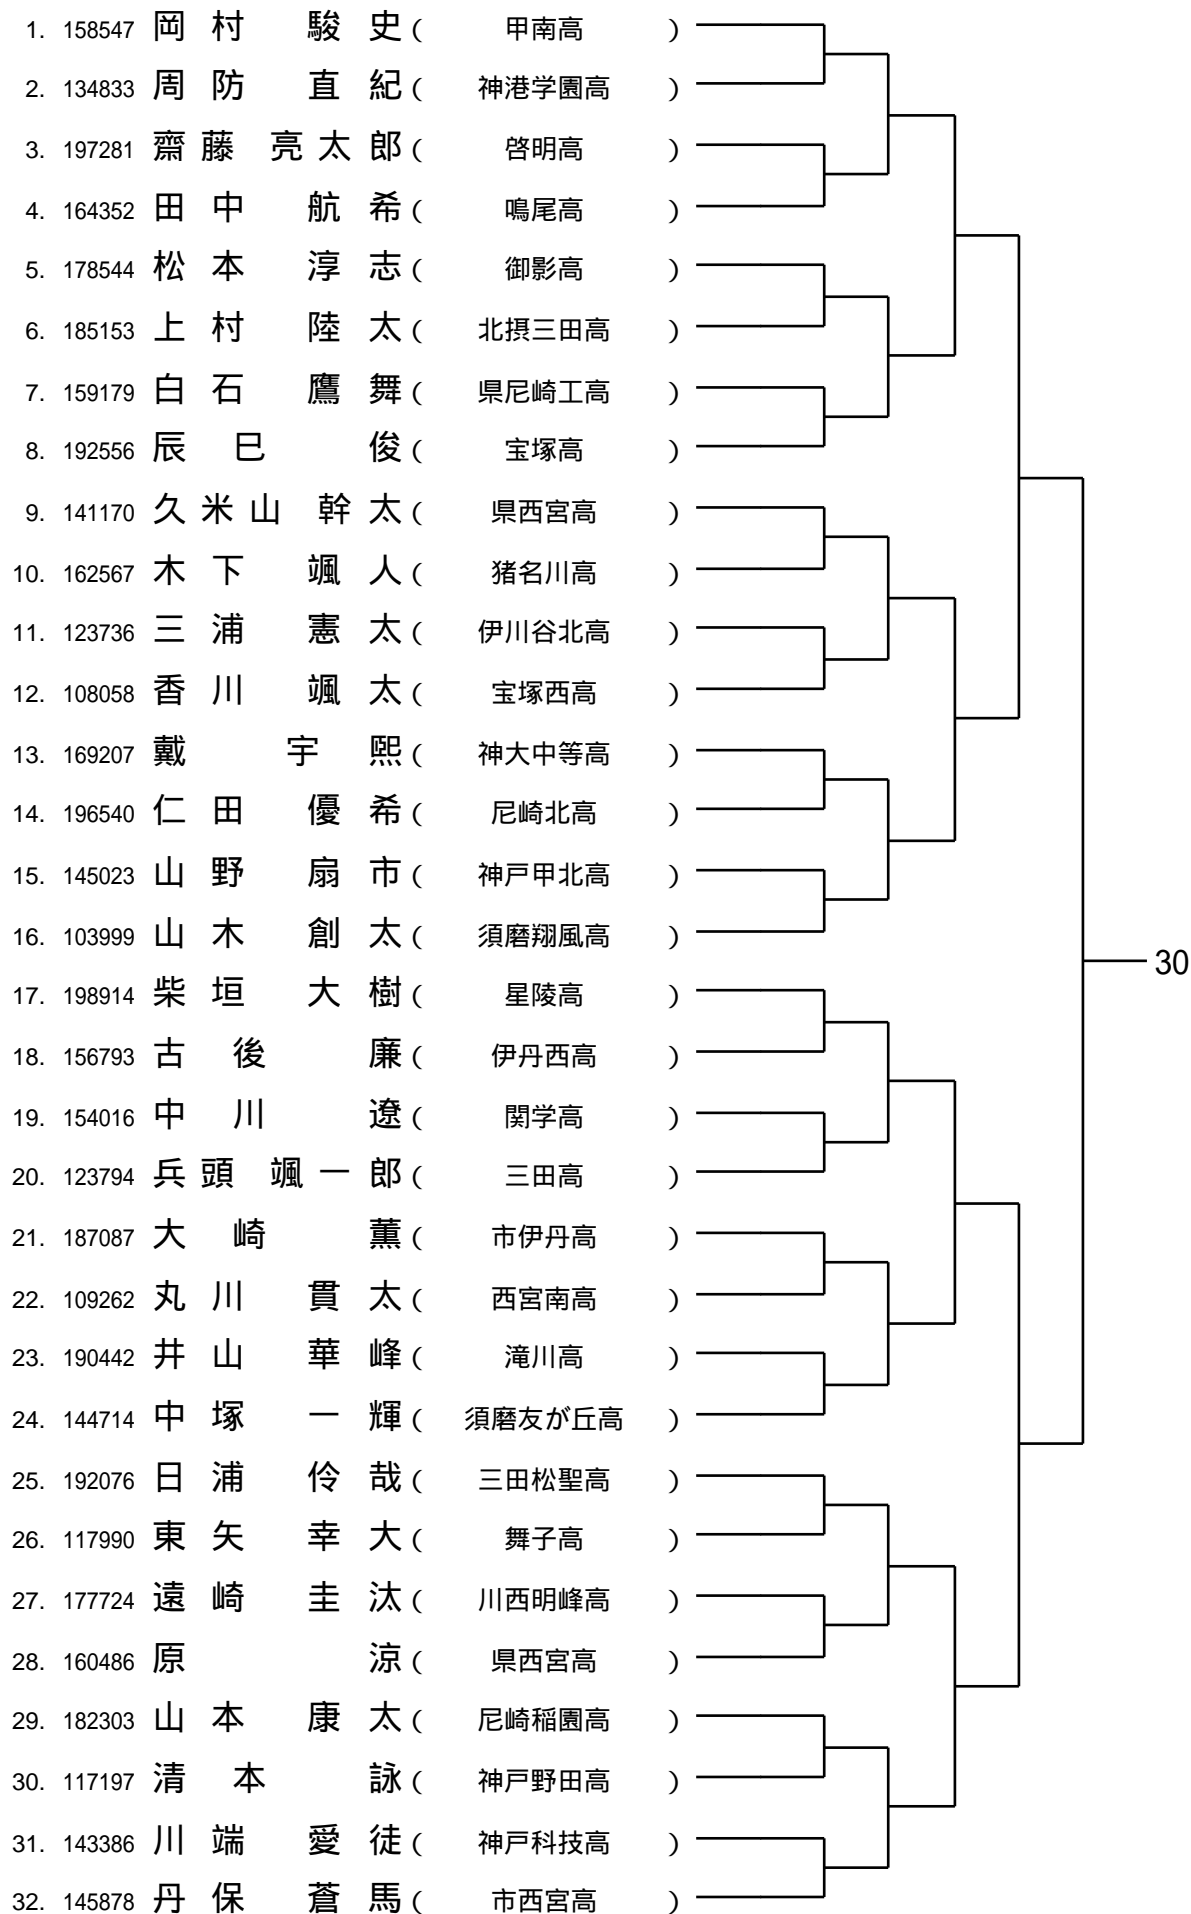 1. 158547 岡村 駿史 ( 甲南高 )
2. 134833 周防 直紀 ( 神港学園高 )
3. 197281 齋藤 亮太郎 ( 啓明高 )
4. 164352 田中 航希 ( 鳴尾高 )
5. 178544 松本 淳志 ( 御影高 )
6. 185153 上村 陸太 ( 北摂三田高 )
7. 159179 白石 鷹舞 ( 県尼崎工高 )
8. 192556 辰巳 俊 ( 宝塚高 )
9. 141170 久米山 幹太 ( 県西宮高 )
10. 162567 木下 颯人 ( 猪名川高 )
11. 123736 三浦 憲太 ( 伊川谷北高 )
12. 108058 香川 颯太 ( 宝塚西高 )
13. 169207 戴 宇熙 ( 神大中等高 )
14. 196540 仁田 優希 ( 尼崎北高 )
15. 145023 山野 扇市 ( 神戸甲北高 )
16. 103999 山木 創太 ( 須磨翔風高 )
30
17. 198914 柴垣 大樹 ( 星陵高 )
18. 156793 古後 廉 ( 伊丹西高 )
19. 154016 中川 遼 ( 関学高 )
20. 123794 兵頭 颯一郎 ( 三田高 )
21. 187087 大崎 薫 ( 市伊丹高 )
22. 109262 丸川 貫太 ( 西宮南高 )
23. 190442 井山 華峰 ( 滝川高 )
24. 144714 中塚 一輝 ( 須磨友が丘高 )
25. 192076 日浦 伶哉 ( 三田松聖高 )
26. 117990 東矢 幸大 ( 舞子高 )
27. 177724 遠崎 圭汰 ( 川西明峰高 )
28. 160486 原 涼 ( 県西宮高 )
29. 182303 山本 康太 ( 尼崎稲園高 )
30. 117197 清本 詠 ( 神戸野田高 )
31. 143386 川端 愛徒 ( 神戸科技高 )
32. 145878 丹保 蒼馬 ( 市西宮高 )